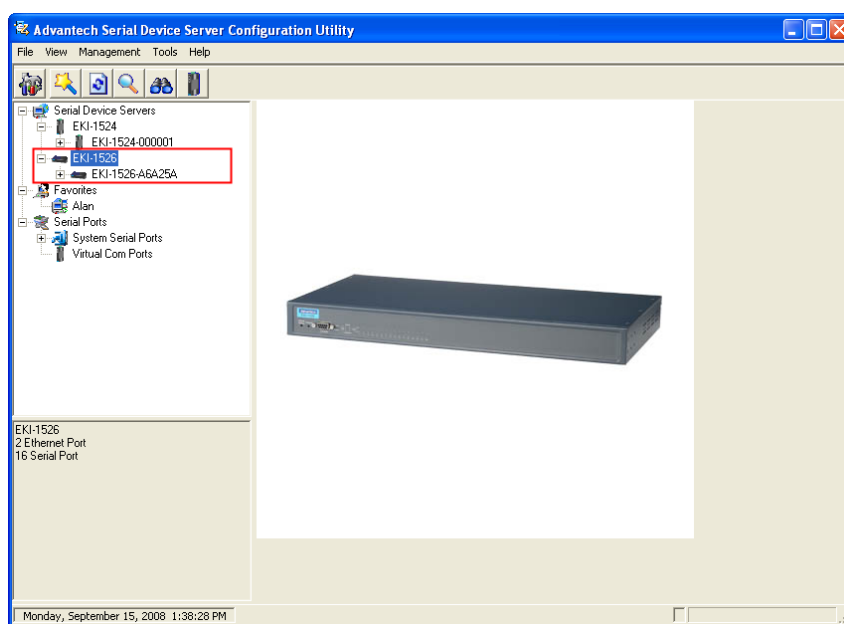 Advantech Serial Device Server Configuration Utility
File View Management Tools Help
Serial Device Servers
EKI-1524
EKI-1524-000001
EKI-1526
EKI-1526-A6A25A
Favorites
Alan
Serial Ports
System Serial Ports
Virtual Com Ports
EKI-1526
2 Ethernet Port
16 Serial Port
Monday, September 15, 2008 1:38:28 PM